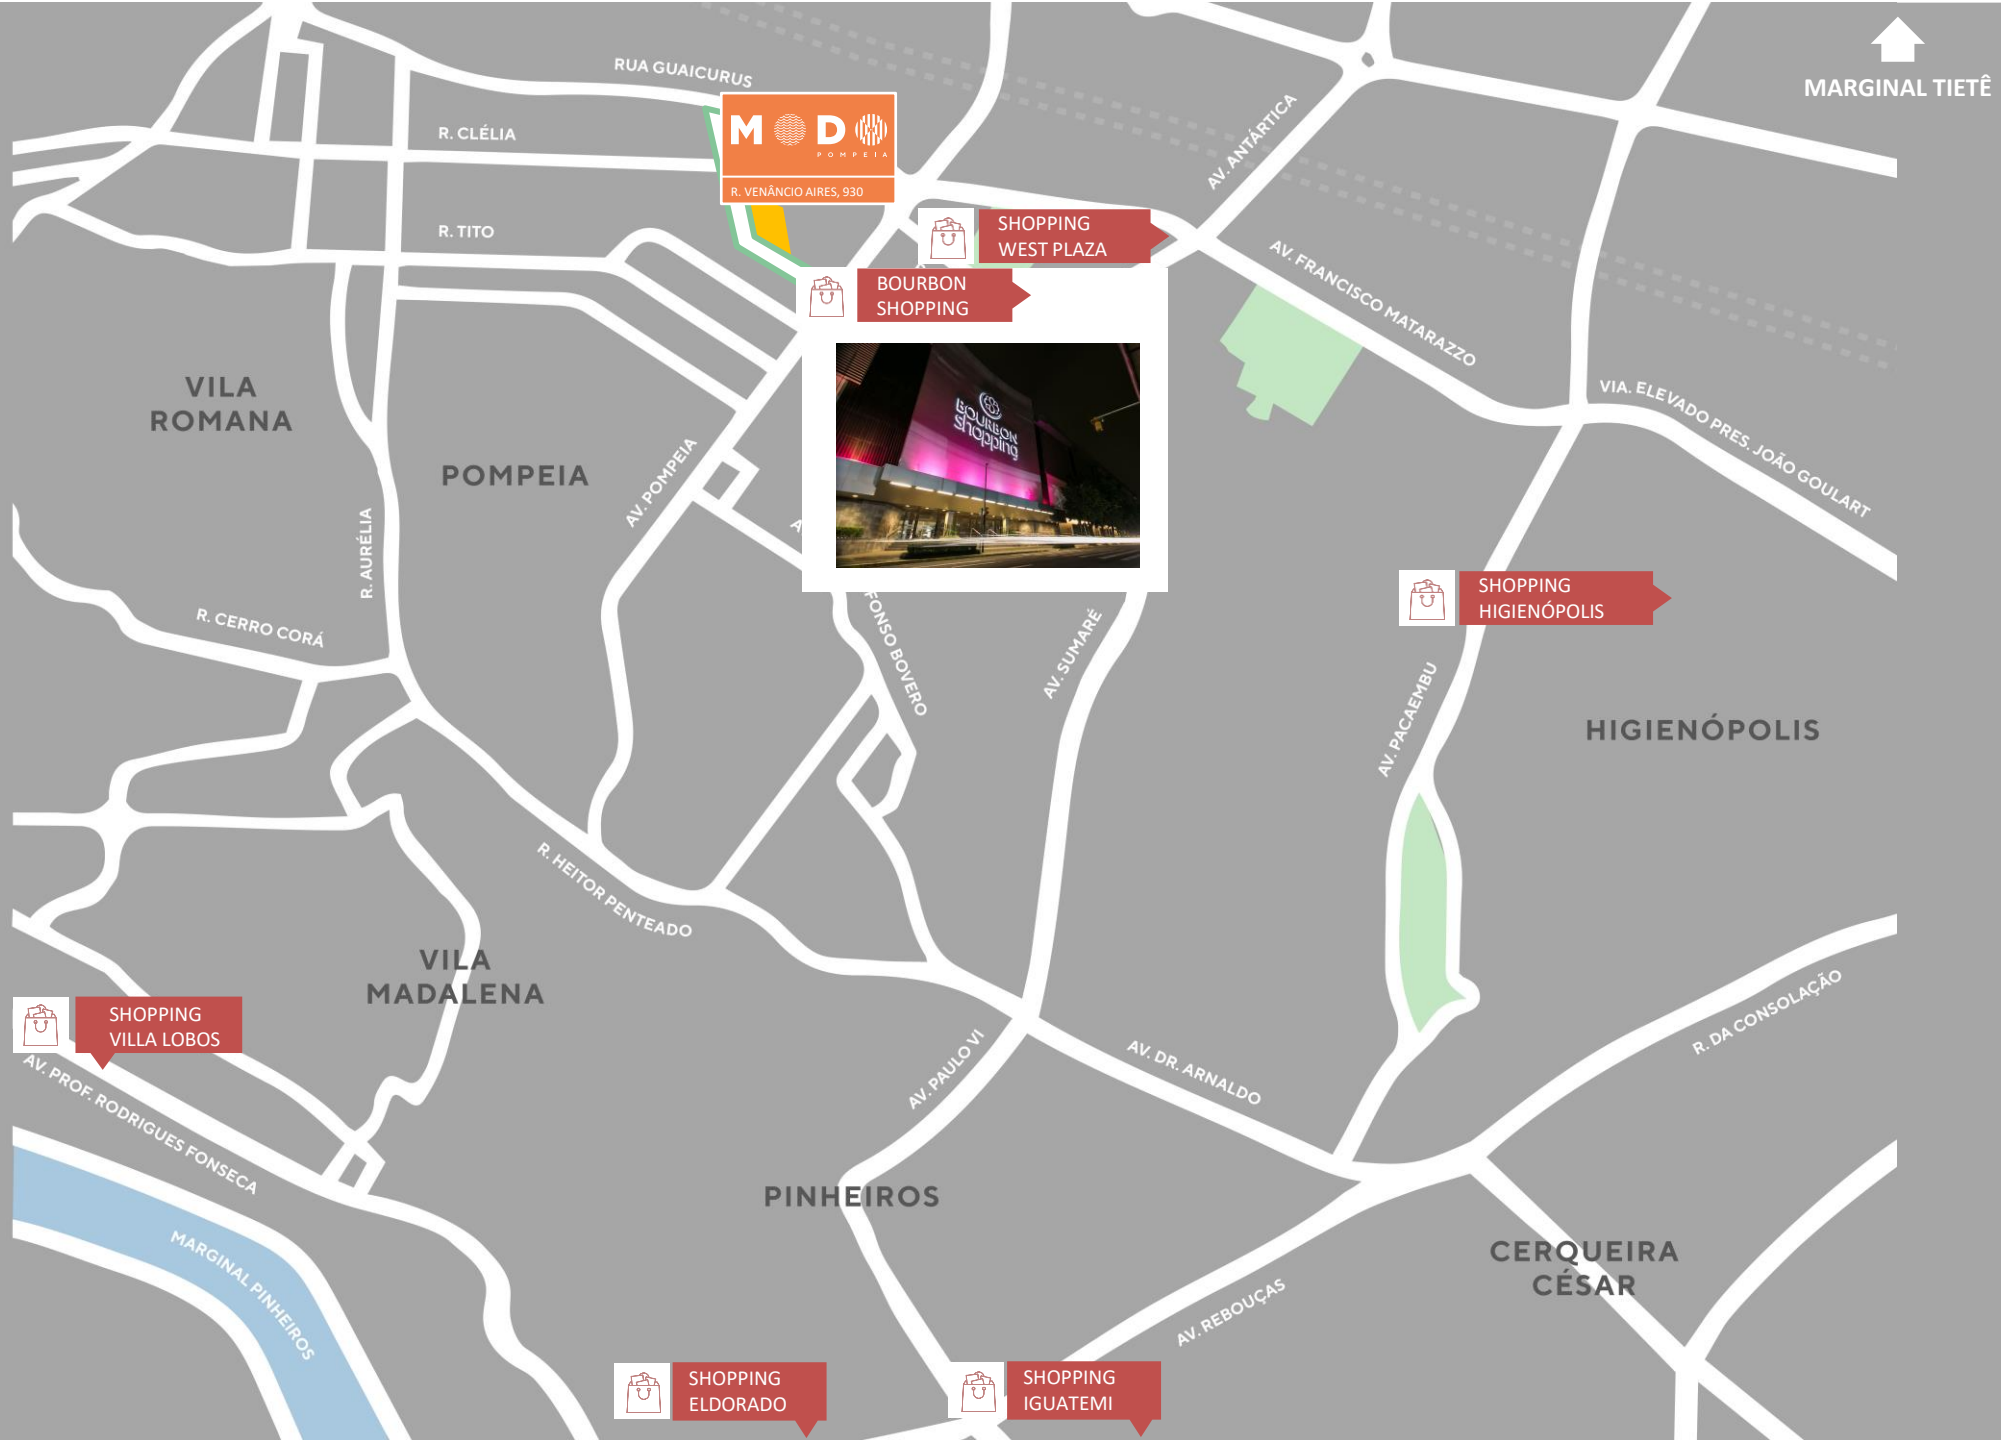 MARGINAL TIETÊ
RUA GUAICURUS
R. CLÉLIA
M D
POMPEIA
R. VENÂNCIO AIRES, 930
AV. ANTÁRTICA
R. TITO
SHOPPING
WEST PLAZA
BOURBON
SHOPPING
AV. FRANCISCO MATARAZZO
VILA
ROMANA
POMPEIA
AV. POMPEIA
BOURBON
shopping
VIA. ELEVADO PRES. JOÃO GOULART
R. AURÉLIA
A
FONSO BOVERO
R. CERRO CORÁ
AV. SUMARÉ
SHOPPING
HIGIENÓPOLIS
AV. PACAEMBU
HIGIENÓPOLIS
R. HEITOR PENTEADO
VILA
MADALENA
SHOPPING
VILLA LOBOS
AV. PROF. RODRIGUES FONSECA
AV. PAULO VI
AV. DR. ARNALDO
R. DA CONSOLAÇÃO
PINHEIROS
MARGINAL PINHEIROS
CERQUEIRA
CÉSAR
AV. REBOUÇAS
SHOPPING
ELDORADO
SHOPPING
IGUATEMI